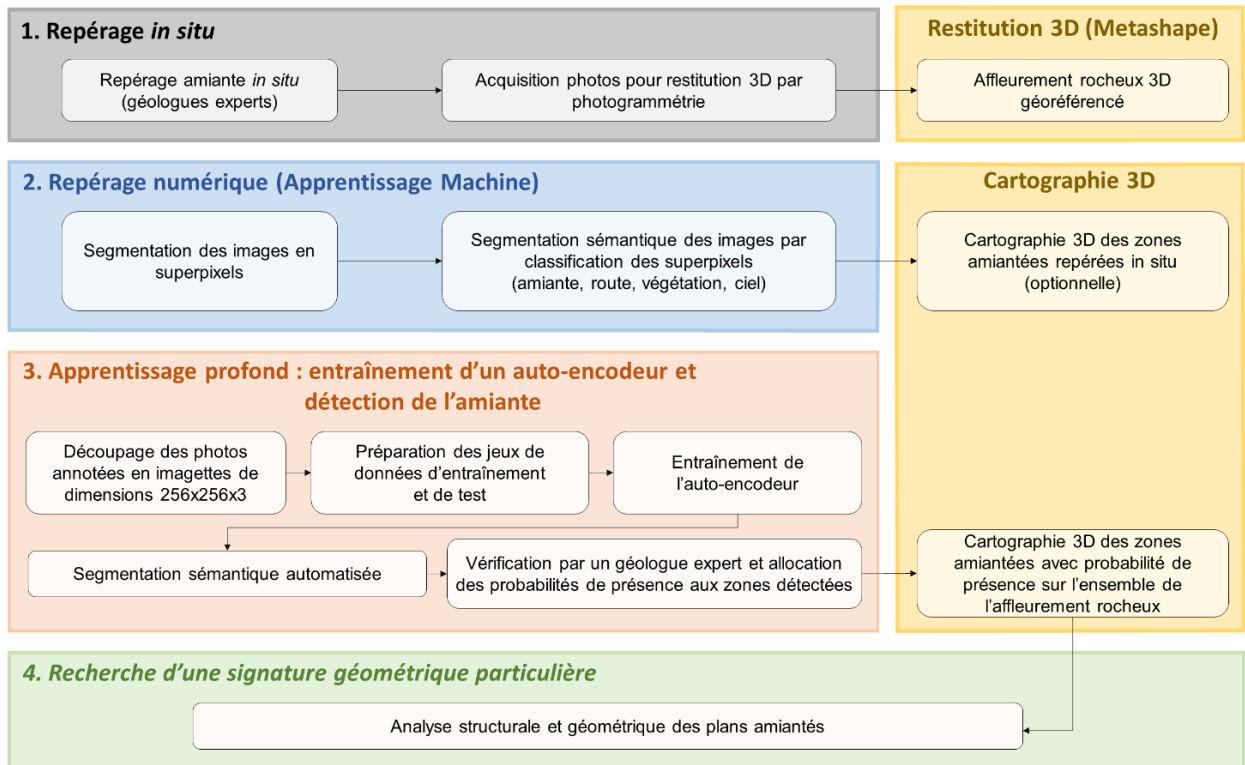 1. Repérage in situ
Repérage amiante in situ
(géologues experts)
Acquisition photos pour restitution 3D par
photogrammétrie
Restitution 3D (Metashape)
Affleurement rocheux 3D
géoréférencé
2. Repérage numérique (Apprentissage Machine)
Segmentation des images en
superpixels
Segmentation sémantique des images par
classification des superpixels
(amiante, route, végétation, ciel)
Cartographie 3D
Cartographie 3D des zones
amiantées repérées in situ
(optionnelle)
3. Apprentissage profond : entraînement d’un auto-encodeur et
détection de l’amiante
Découpage des photos
annotées en imagettes de
dimensions 256x256x3
Préparation des jeux de
données d’entraînement
et de test
Entraînement de
l’auto-encodeur
Segmentation sémantique automatisée
Vérification par un géologue expert et allocation
des probabilités de présence aux zones détectées
Cartographie 3D des zones
amiantées avec probabilité de
présence sur l’ensemble de
l’affleurement rocheux
4. Recherche d’une signature géométrique particulière
Analyse structurale et géométrique des plans amiantés